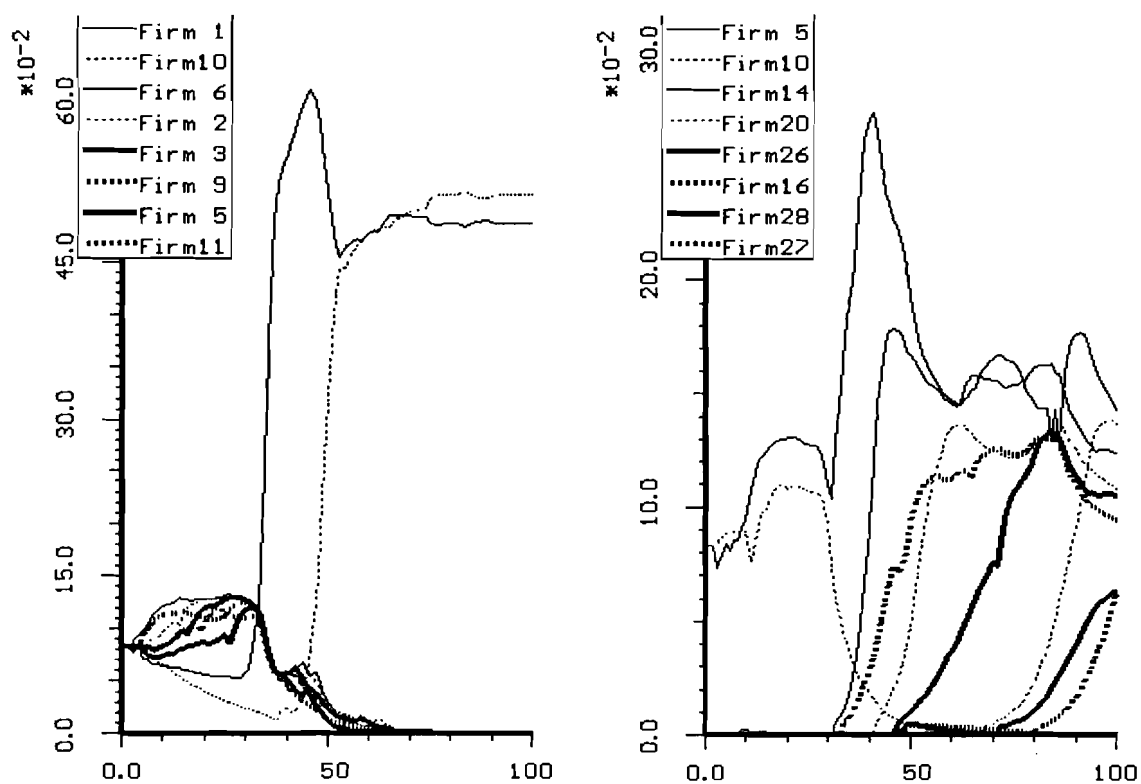 *10^-2
60.0
45.0
30.0
15.0
0.0
Firm 1
Firm10
Firm 6
Firm 2
Firm 3
Firm 9
Firm 5
Firm11
0.0 50 100
*10^-2
30.0
20.0
10.0
0.0
Firm 5
Firm10
Firm14
Firm20
Firm26
Firm16
Firm28
Firm27
0.0 50 100